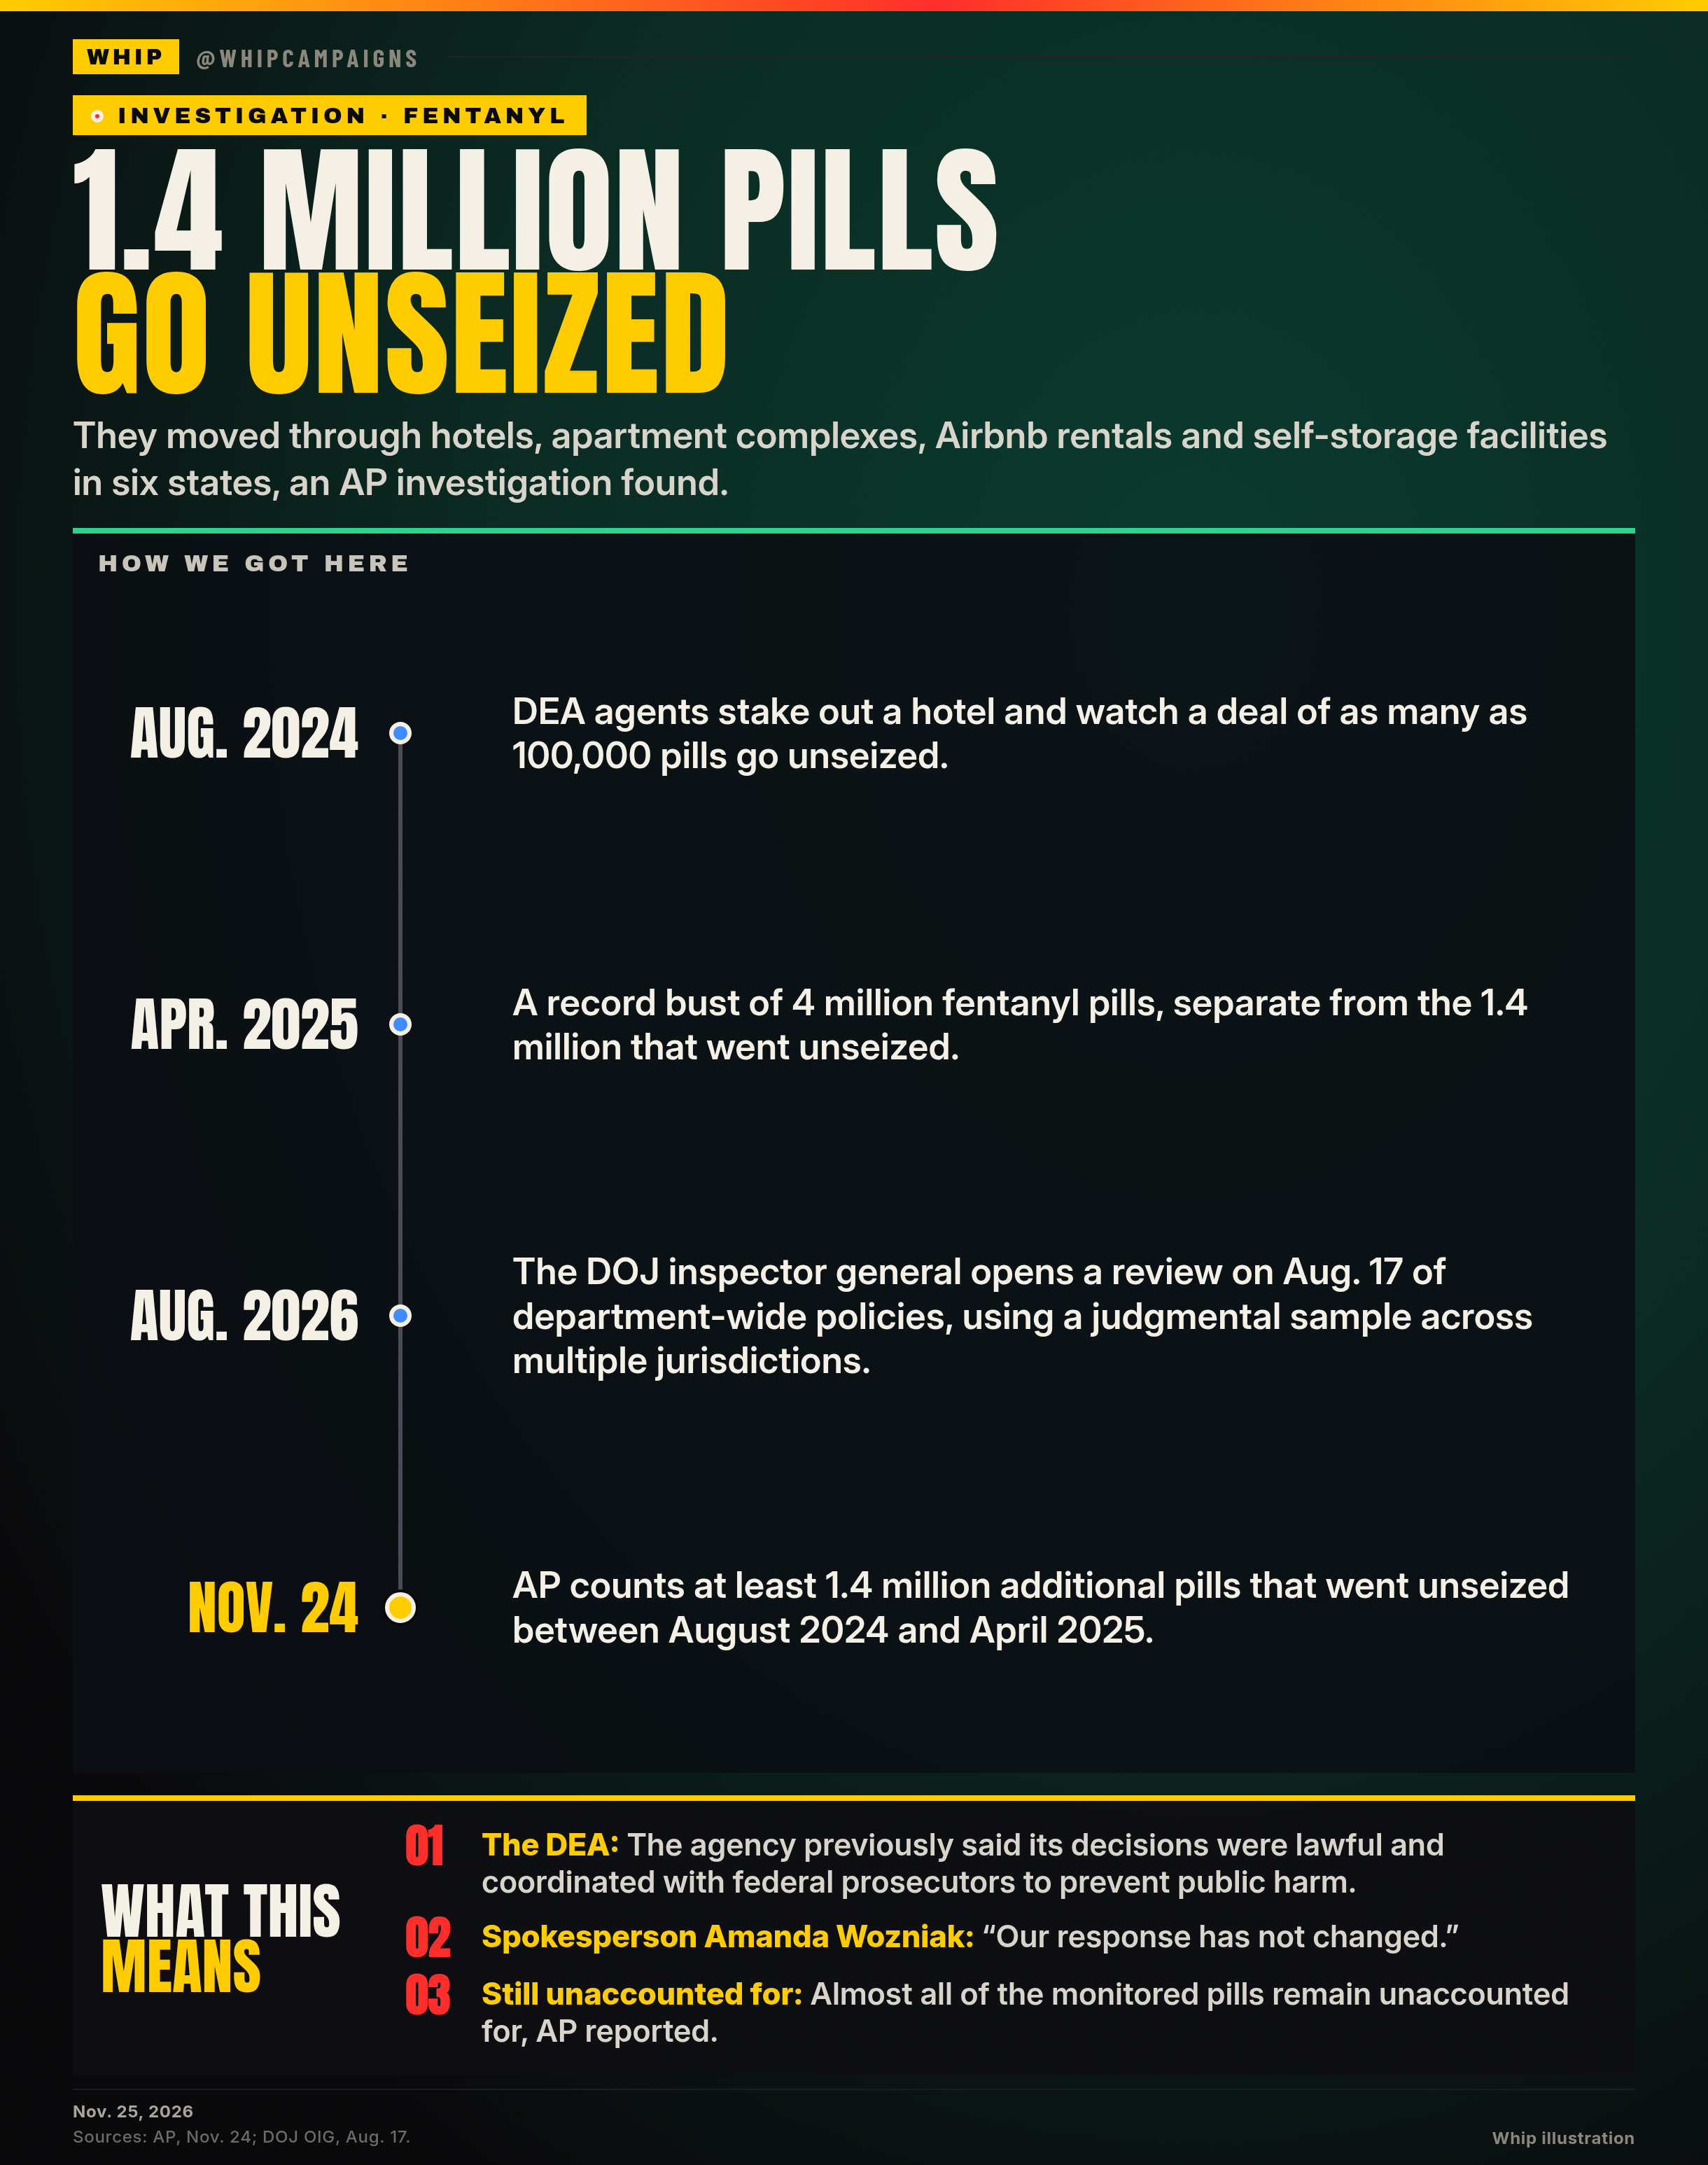 WHIP @WHIPCAMPAIGNS
INVESTIGATION · FENTANYL
1.4 MILLION PILLS
GO UNSEIZED
They moved through hotels, apartment complexes, Airbnb rentals and self-storage facilities
in six states, an AP investigation found.
HOW WE GOT HERE
AUG. 2024
DEA agents stake out a hotel and watch a deal of as many as
100,000 pills go unseized.
APR. 2025
A record bust of 4 million fentanyl pills, separate from the 1.4
million that went unseized.
AUG. 2026
The DOJ inspector general opens a review on Aug. 17 of
department-wide policies, using a judgmental sample across
multiple jurisdictions.
NOV. 24
AP counts at least 1.4 million additional pills that went unseized
between August 2024 and April 2025.
WHAT THIS
MEANS
01 The DEA: The agency previously said its decisions were lawful and
coordinated with federal prosecutors to prevent public harm.
02 Spokesperson Amanda Wozniak: “Our response has not changed.”
03 Still unaccounted for: Almost all of the monitored pills remain unaccounted
for, AP reported.
Nov. 25, 2026
Sources: AP, Nov. 24; DOJ OIG, Aug. 17.
Whip illustration